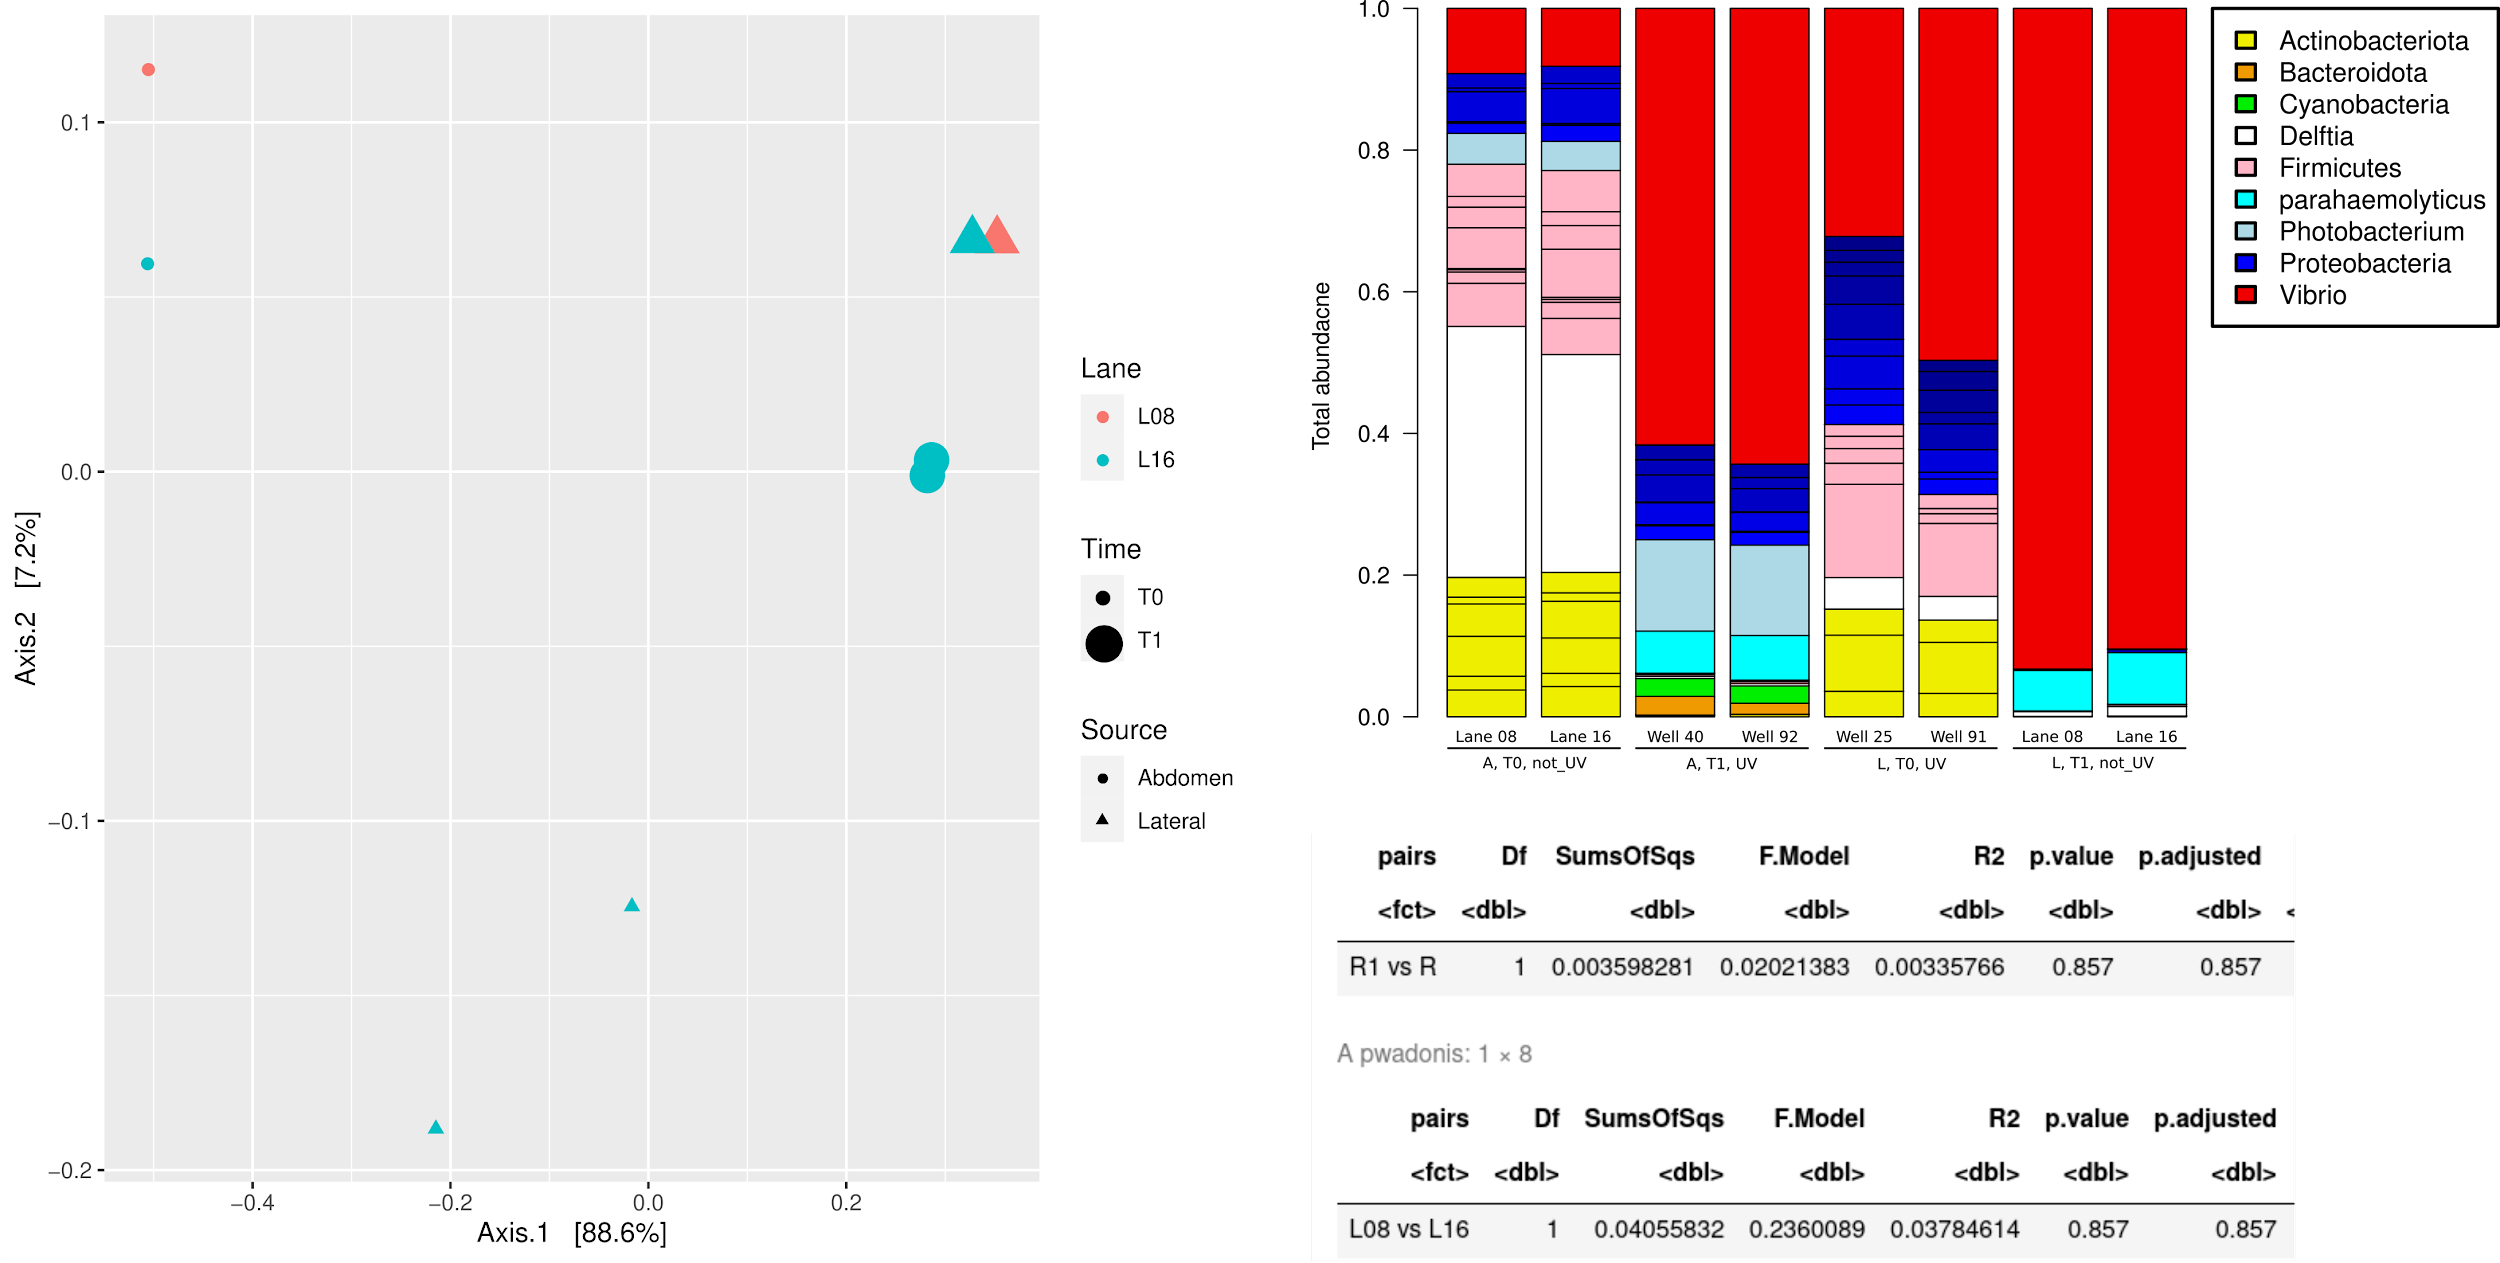 0.1
0.0
−0.1
−0.2
Axis.2 [7.2%]
−0.4
−0.2
0.0
0.2
Axis.1 [88.6%]
Lane
L08
L16
Time
T0
T1
Source
Abdomen
Lateral
Total abundacne
1.0
0.8
0.6
0.4
0.2
0.0
Lane 08
Lane 16
Well 40
Well 92
Well 25
Well 91
Lane 08
Lane 16
A, T0, not_UV
A, T1, UV
L, T0, UV
L, T1, not_UV
Actinobacteriota
Bacteroidota
Cyanobacteria
Delftia
Firmicutes
parahaemolyticus
Photobacterium
Proteobacteria
Vibrio
pairs Df SumsOfSqs F.Model R2 p.value p.adjusted
<fct> <dbl> <dbl> <dbl> <dbl> <dbl> <dbl> <
R1 vs R 1 0.003598281 0.02021383 0.00335766 0.857 0.857
A pwadonis: 1 × 8
pairs Df SumsOfSqs F.Model R2 p.value p.adjusted
<fct> <dbl> <dbl> <dbl> <dbl> <dbl> <dbl>
L08 vs L16 1 0.04055832 0.2360089 0.03784614 0.857 0.857